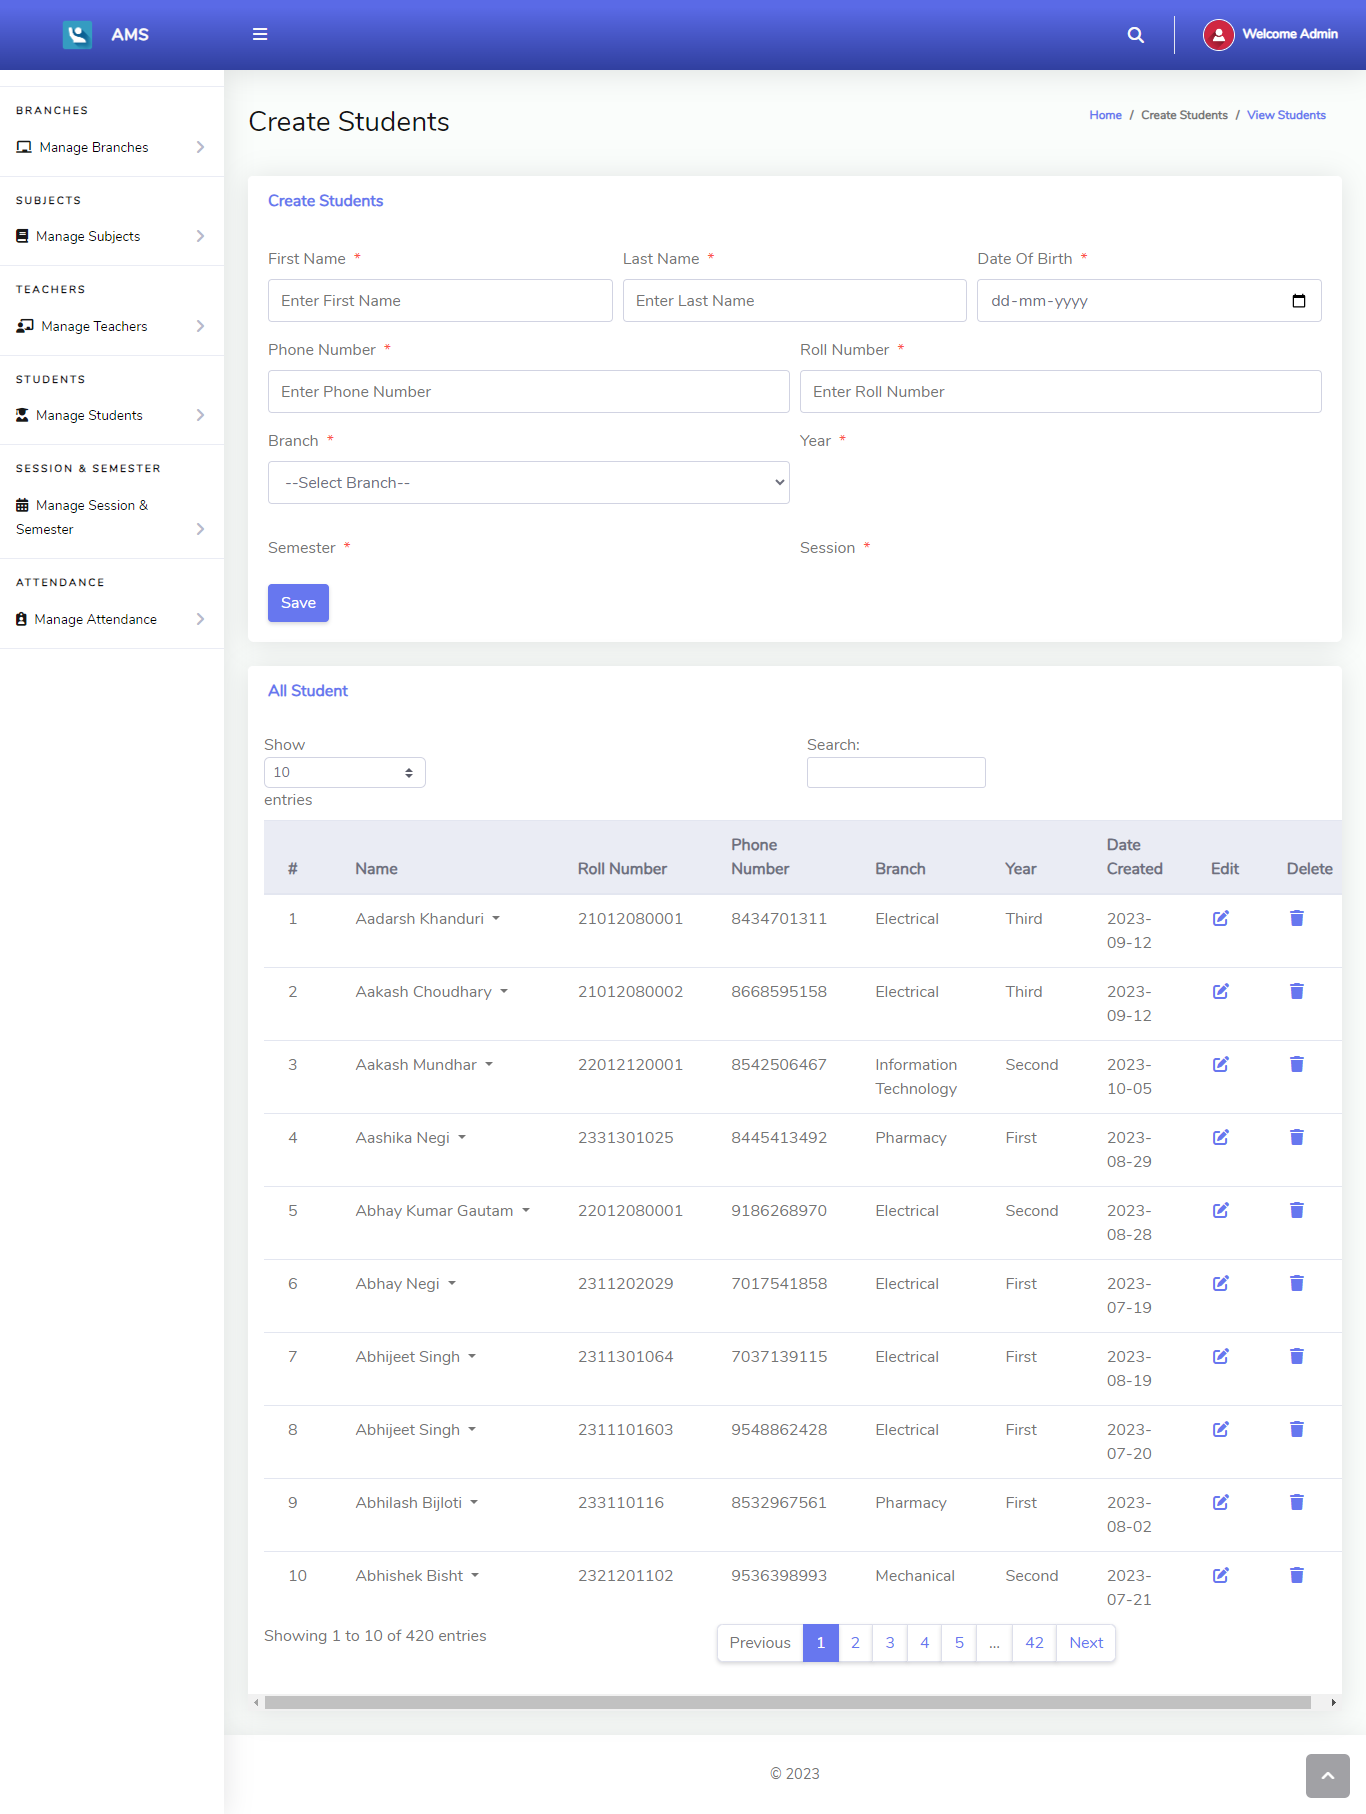 AMS
Welcome Admin
BRANCHES
Manage Branches
SUBJECTS
Manage Subjects
TEACHERS
Manage Teachers
STUDENTS
Manage Students
SESSION & SEMESTER
Manage Session &
Semester
ATTENDANCE
Manage Attendance
Create Students
Home / Create Students / View Students
Create Students
First Name * Last Name * Date Of Birth *
Enter First Name Enter Last Name dd-mm-yyyy
Phone Number * Roll Number *
Enter Phone Number Enter Roll Number
Branch * Year *
--Select Branch--
Semester * Session *
Save
All Student
Show Search:
10
entries
# Name Roll Number Phone Number Branch Year Date Created Edit Delete
1 Aadarsh Khanduri 21012080001 8434701311 Electrical Third 2023-
09-12
2 Aakash Choudhary 21012080002 8668595158 Electrical Third 2023-
09-12
3 Aakash Mundhar 22012120001 8542506467 Information Second 2023-
Technology 10-05
4 Aashika Negi 2331301025 8445413492 Pharmacy First 2023-
08-29
5 Abhay Kumar Gautam 22012080001 9186268970 Electrical Second 2023-
08-28
6 Abhay Negi 2311202029 7017541858 Electrical First 2023-
07-19
7 Abhijeet Singh 2311301064 7037139115 Electrical First 2023-
08-19
8 Abhijeet Singh 2311101603 9548862428 Electrical First 2023-
07-20
9 Abhilash Bijloti 233110116 8532967561 Pharmacy First 2023-
08-02
10 Abhishek Bisht 2321201102 9536398993 Mechanical Second 2023-
07-21
Showing 1 to 10 of 420 entries Previous 1 2 3 4 5 … 42 Next
© 2023